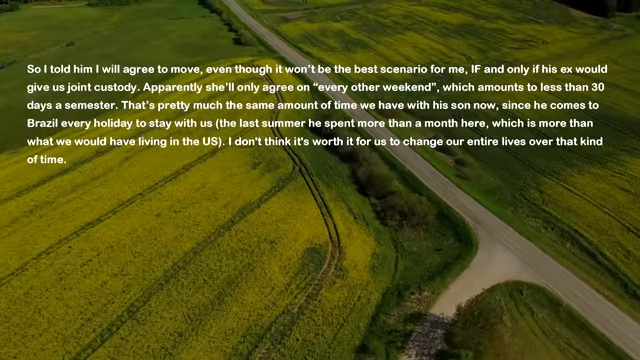 So I told him I will agree to move, even though it won’t be the best scenario for me, IF and only if his ex would
give us joint custody. Apparently she’ll only agree on “every other weekend”, which amounts to less than 30
days a semester. That’s pretty much the same amount of time we have with his son now, since he comes to
Brazil every holiday to stay with us (the last summer he spent more than a month here, which is more than
what we would have living in the US). I don't think it's worth it for us to change our entire lives over that kind
of time.